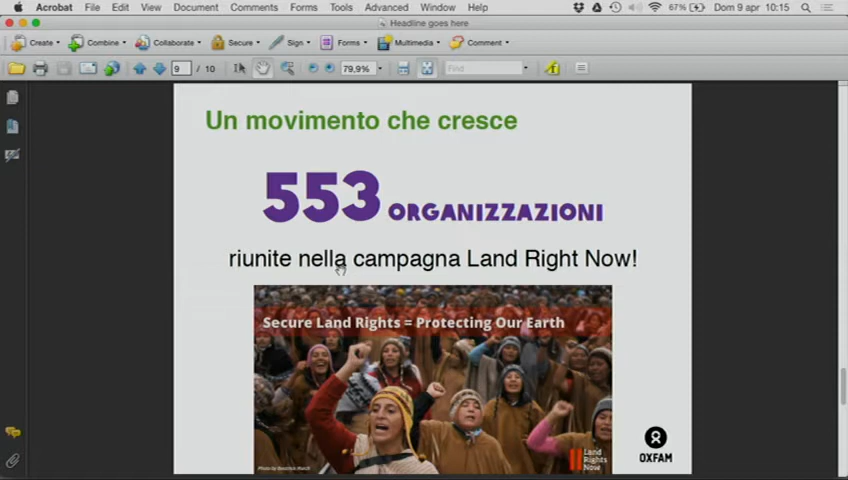 Acrobat File Edit View Document Comments Forms Tools Advanced Window Help 67% Dom 9 apr 10:15
Headline goes here
Create Combine Collaborate Secure Sign Forms Multimedia Comment
9 / 10 79,9% Find
Un movimento che cresce
553 ORGANIZZAZIONI
riunite nella campagna Land Right Now!
Secure Land Rights = Protecting Our Earth
Land
Rights
Now
OXFAM